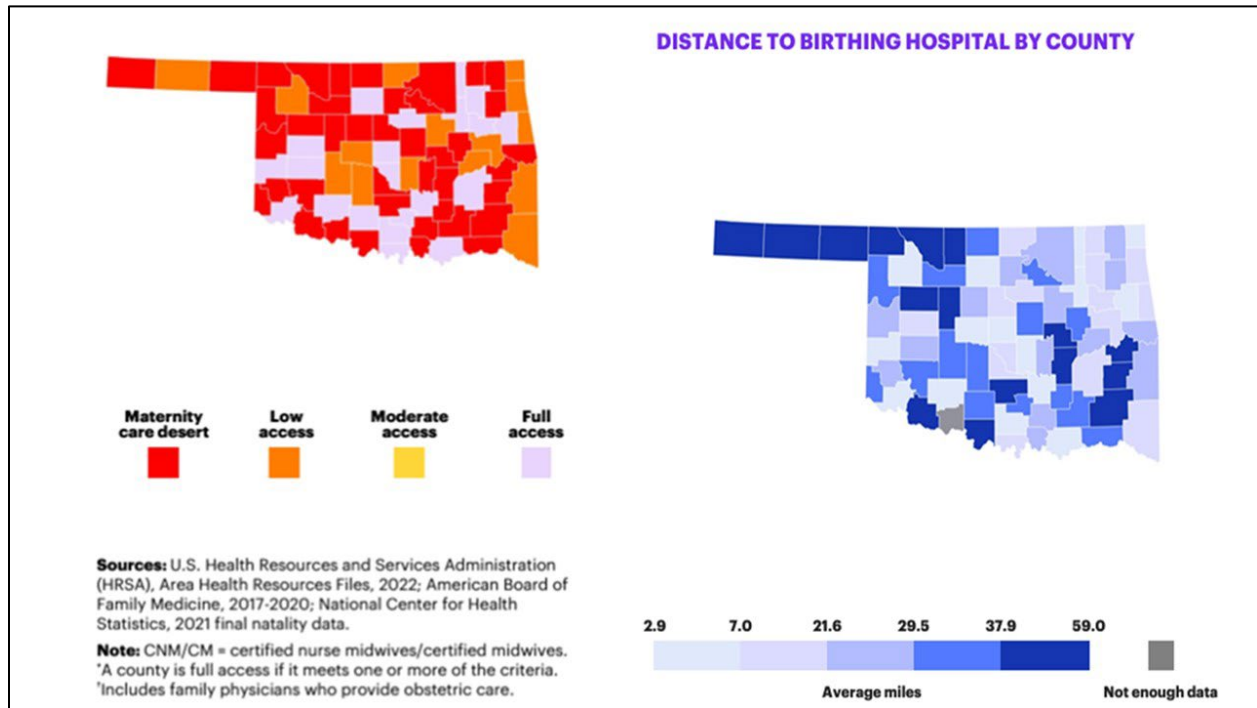 DISTANCE TO BIRTHING HOSPITAL BY COUNTY
Maternity care desert
Low access
Moderate access
Full access
Sources: U.S. Health Resources and Services Administration
(HRSA), Area Health Resources Files, 2022; American Board of
Family Medicine, 2017-2020; National Center for Health
Statistics, 2021 final natality data.
Note: CNM/CM = certified nurse midwives/certified midwives.
*A county is full access if it meets one or more of the criteria.
†Includes family physicians who provide obstetric care.
2.9 7.0 21.6 29.5 37.9 59.0
Average miles
Not enough data